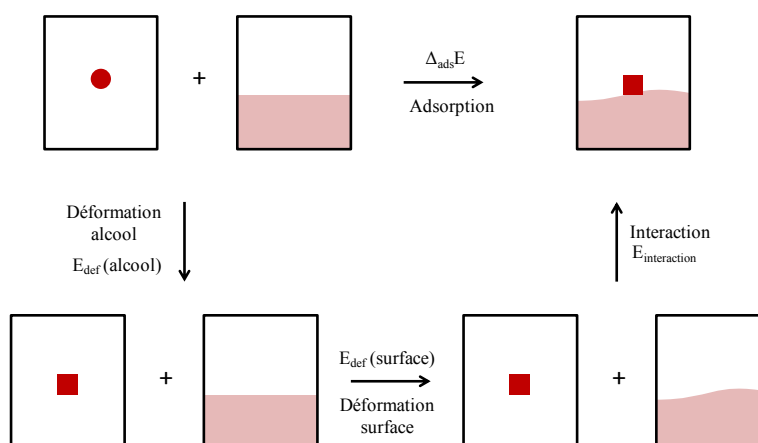 +
Δ_ads E
Adsorption
Déformation
alcool
E_def (alcool)
Interaction
E_interaction
+
E_def (surface)
Déformation
surface
+